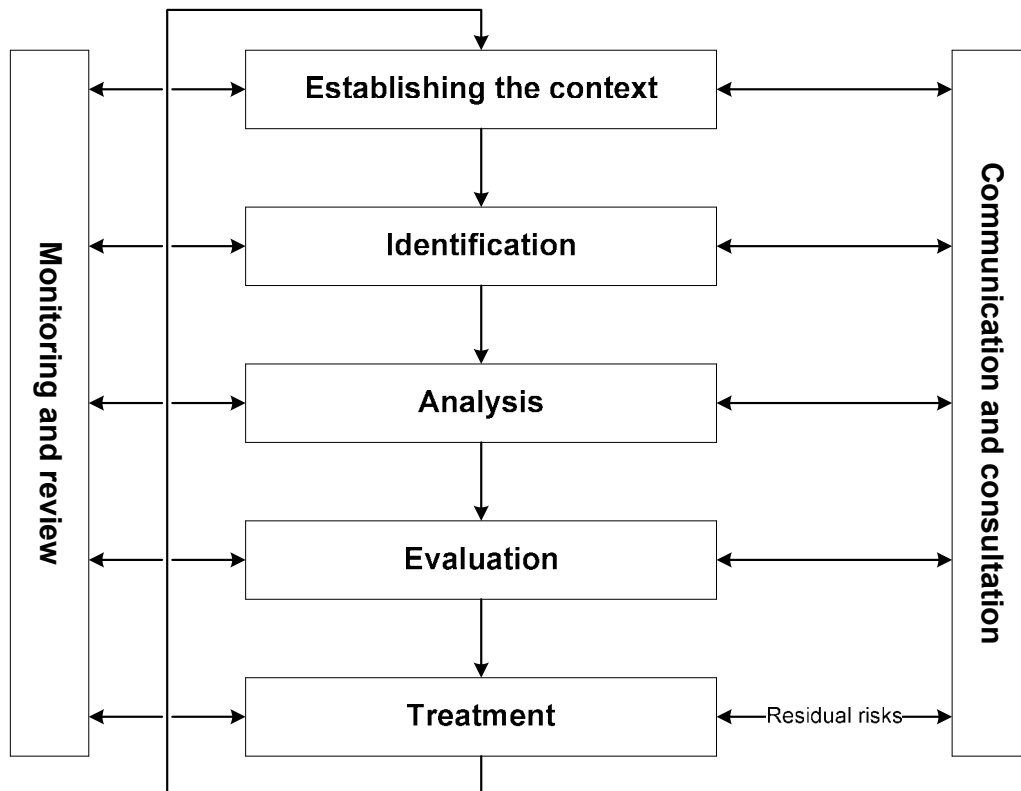 Establishing the context
Identification
Analysis
Evaluation
Treatment
Residual risks
Monitoring and review
Communication and consultation